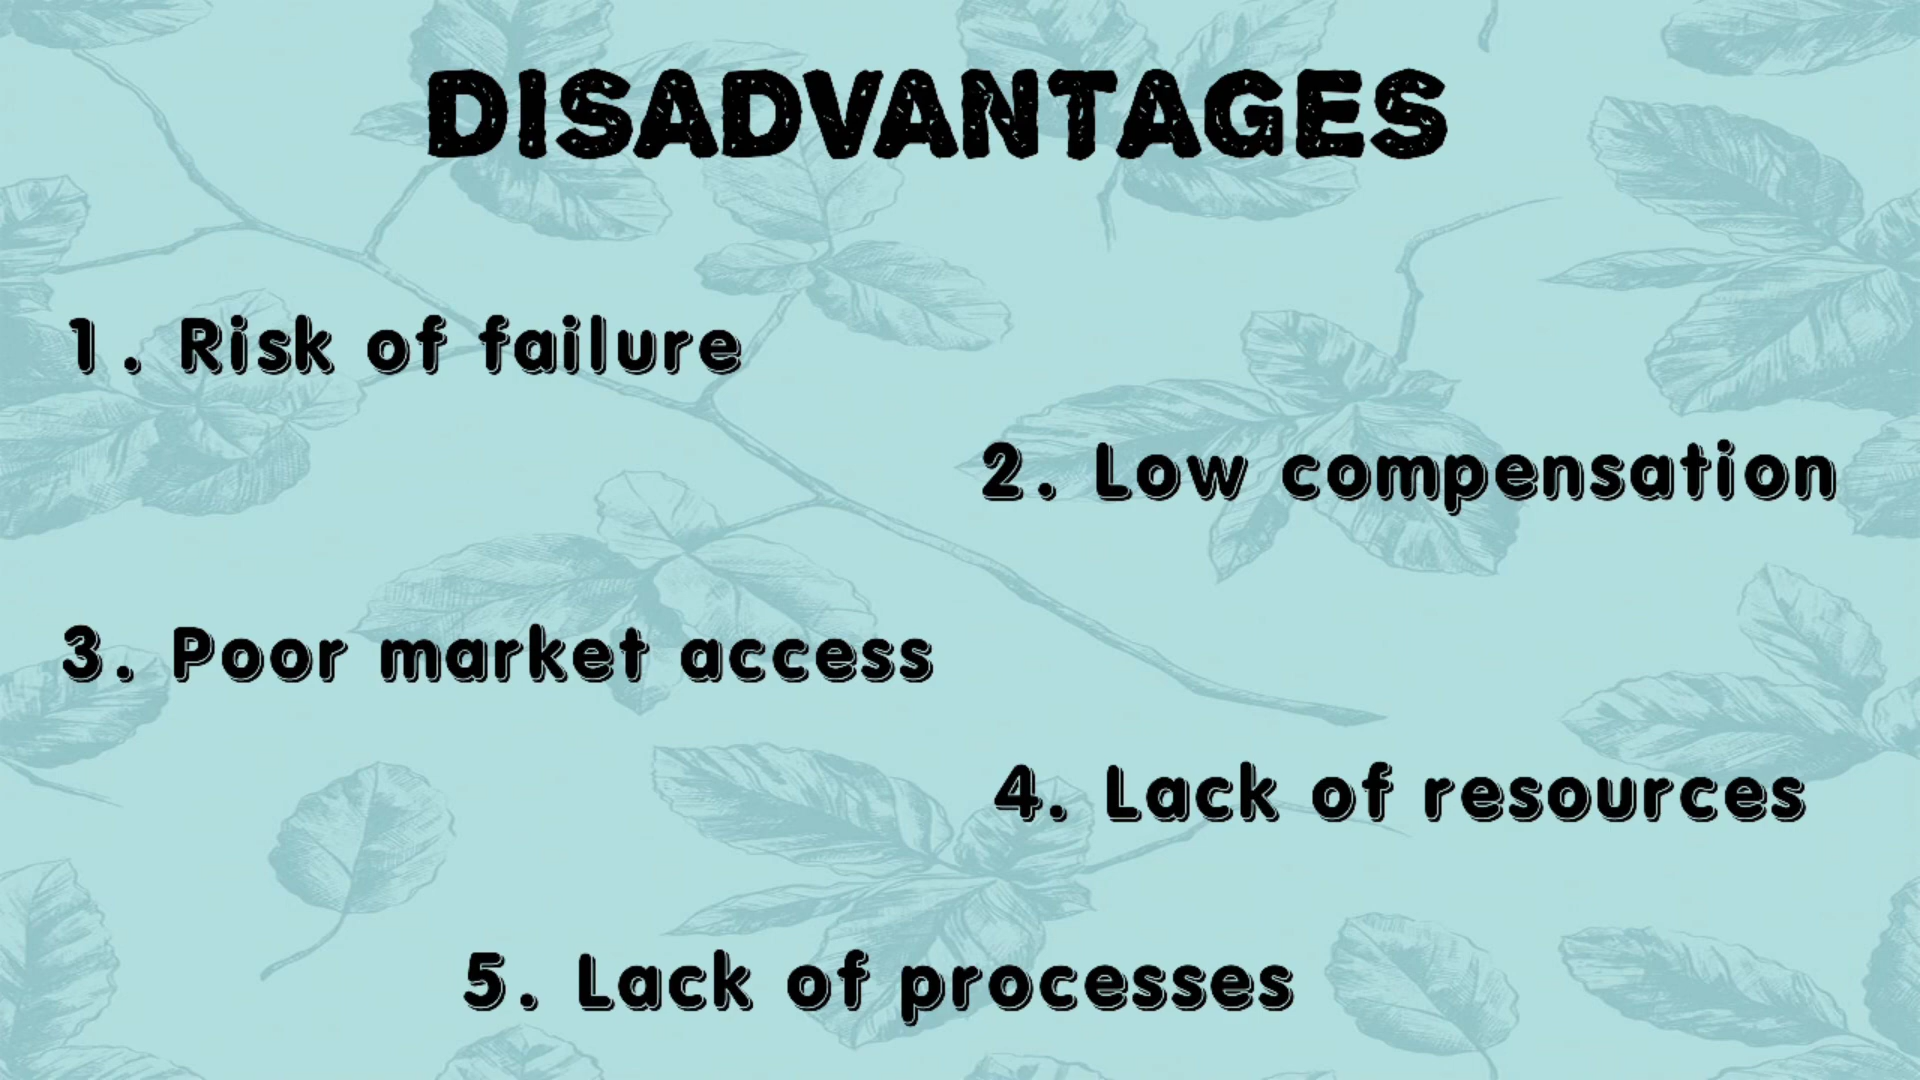 DISADVANTAGES
1. Risk of failure
2. Low compensation
3. Poor market access
4. Lack of resources
5. Lack of processes